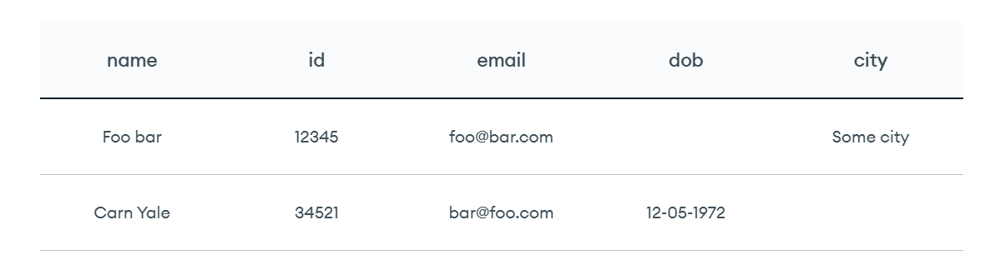 name id email dob city
Foo bar 12345 foo@bar.com Some city
Carn Yale 34521 bar@foo.com 12-05-1972